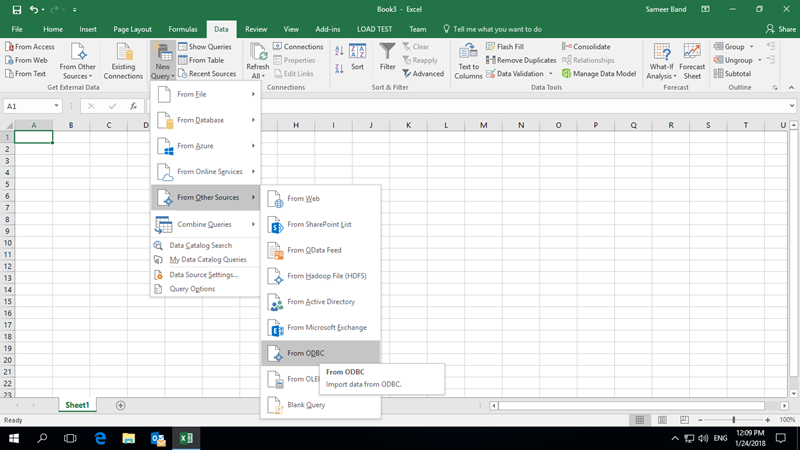 Book3 - Excel
Sameer Band
File Home Insert Page Layout Formulas Data Review View Add-ins LOAD TEST Team Tell me what you want to do Share
From Access
From Web
From Text
From Other Sources
Existing Connections
Get External Data
New Query
Show Queries
From Table
Recent Sources
Refresh All
Connections
Properties
Edit Links
Sort
Filter
Clear
Reapply
Advanced
Sort & Filter
Text to Columns
Flash Fill
Remove Duplicates
Data Validation
Consolidate
Relationships
Manage Data Model
Data Tools
What-If Analysis
Forecast Sheet
Forecast
Group
Ungroup
Subtotal
Outline
A1
A B C D H I J K L M N O P Q R S T U
1
2
3
4
5
6
7
8
9
10
11
12
13
14
15
16
17
18
19
20
21
22
23
From File
From Database
From Azure
From Online Services
From Other Sources
Combine Queries
Data Catalog Search
My Data Catalog Queries
Data Source Settings...
Query Options
From Web
From SharePoint List
From OData Feed
From Hadoop File (HDFS)
From Active Directory
From Microsoft Exchange
From ODBC
From OLE
Blank Query
From ODBC
Import data from ODBC.
Sheet1
Ready
100%
ENG
12:09 PM
1/24/2018